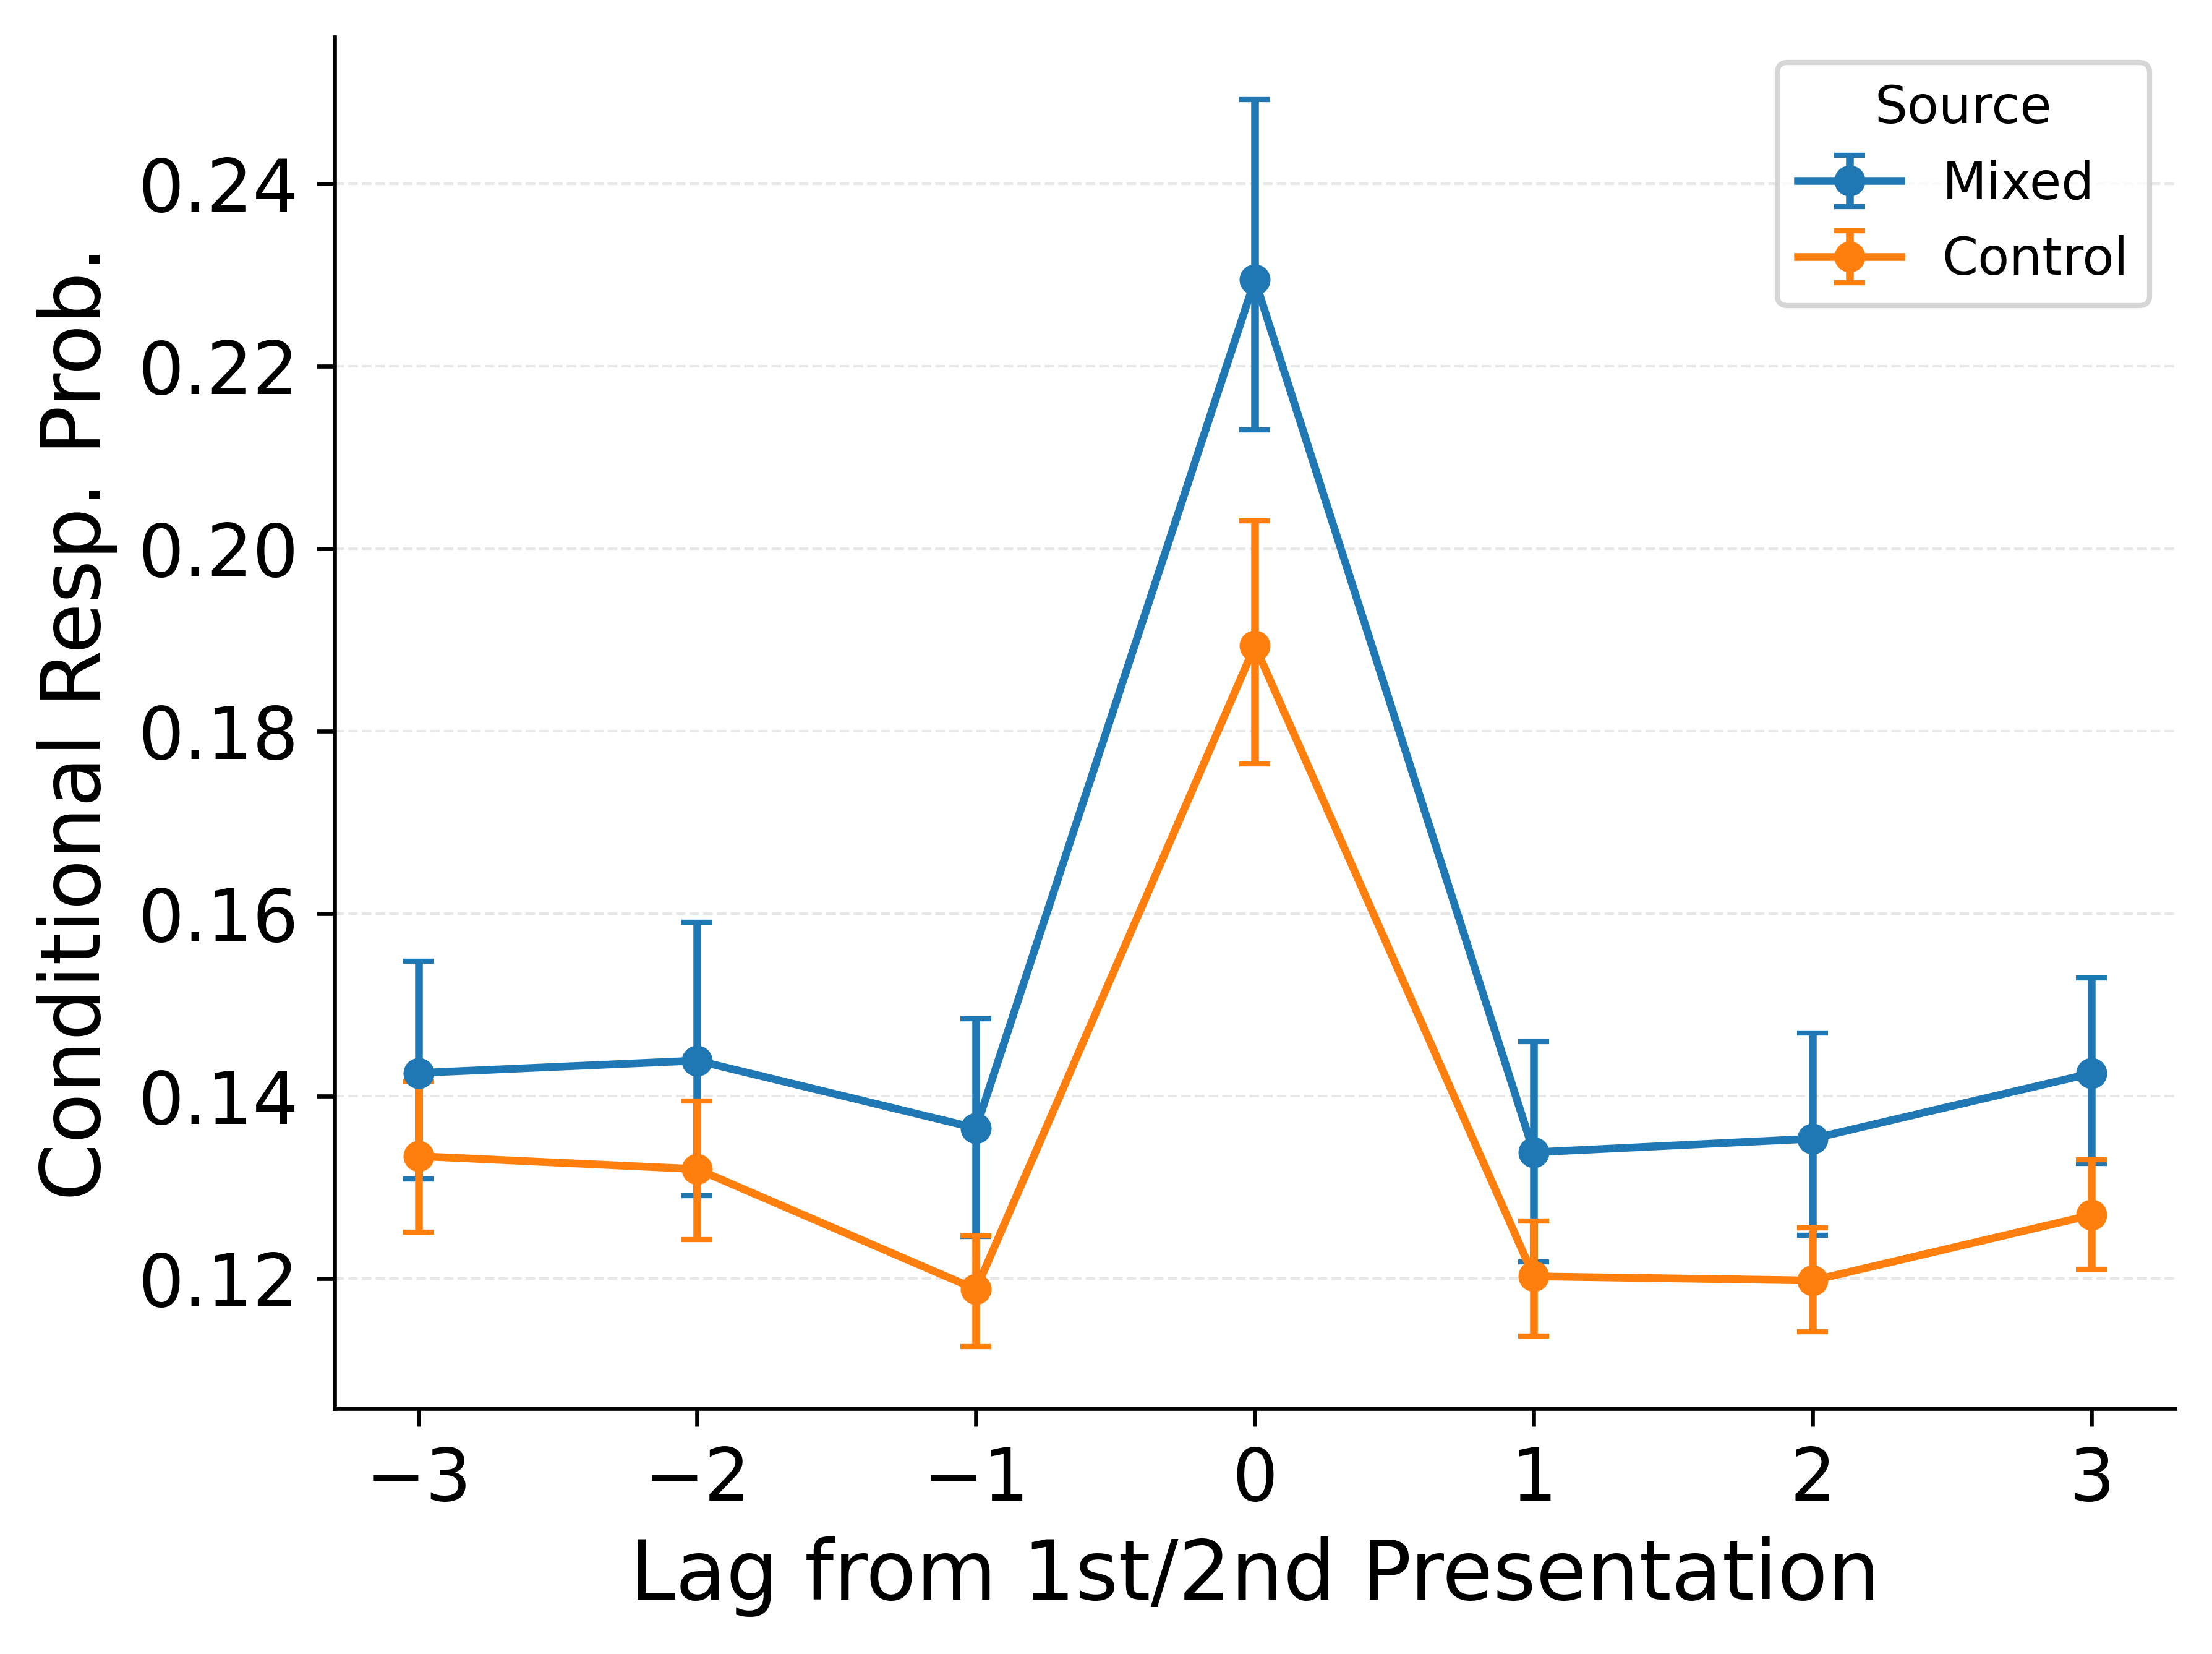 Source
Mixed
Control
Conditional Resp. Prob.
0.24
0.22
0.20
0.18
0.16
0.14
0.12
−3 −2 −1 0 1 2 3
Lag from 1st/2nd Presentation